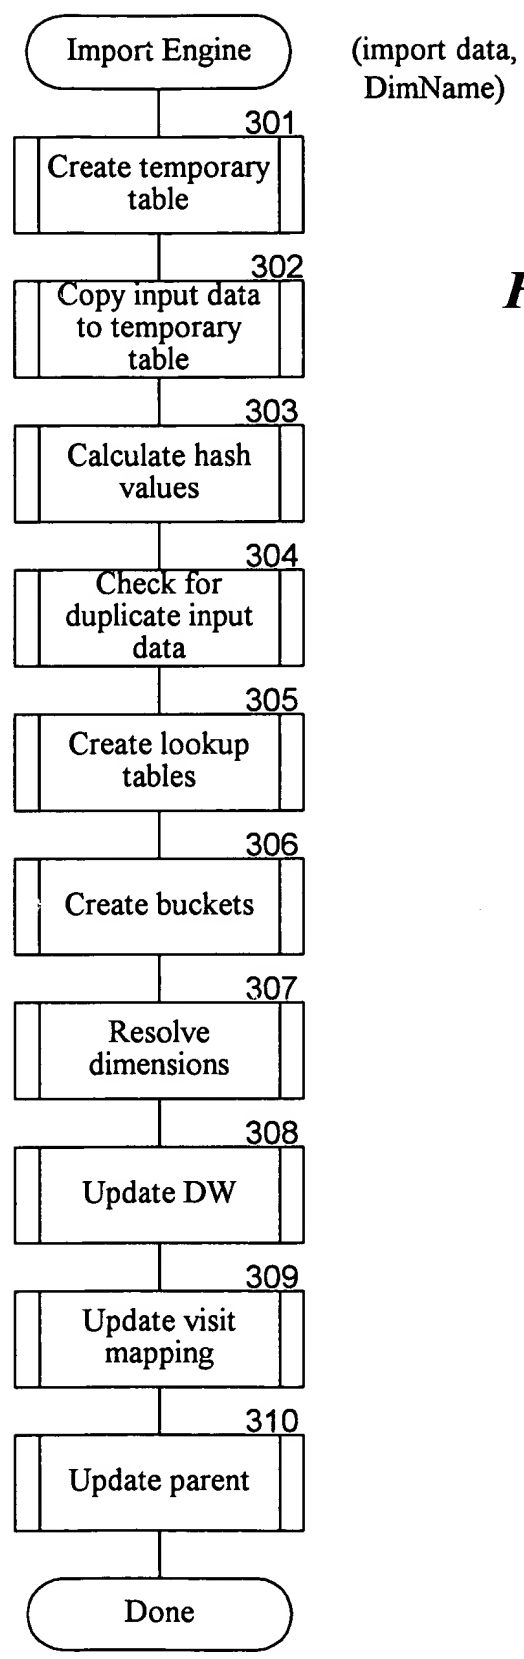 Import Engine
(import data,
DimName)
301
Create temporary
table
302
Copy input data
to temporary
table
303
Calculate hash
values
304
Check for
duplicate input
data
305
Create lookup
tables
306
Create buckets
307
Resolve
dimensions
308
Update DW
309
Update visit
mapping
310
Update parent
Done